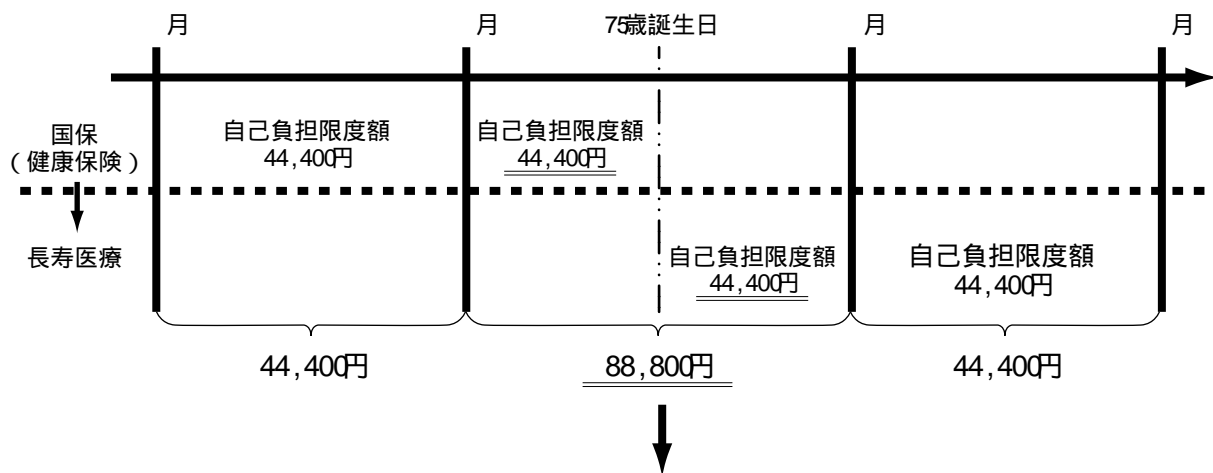 月
月
75歳誕生日
月
月
国保
（健康保険）
自己負担限度額
44,400円
自己負担限度額
44,400円
長寿医療
自己負担限度額
44,400円
自己負担限度額
44,400円
44,400円
88,800円
44,400円